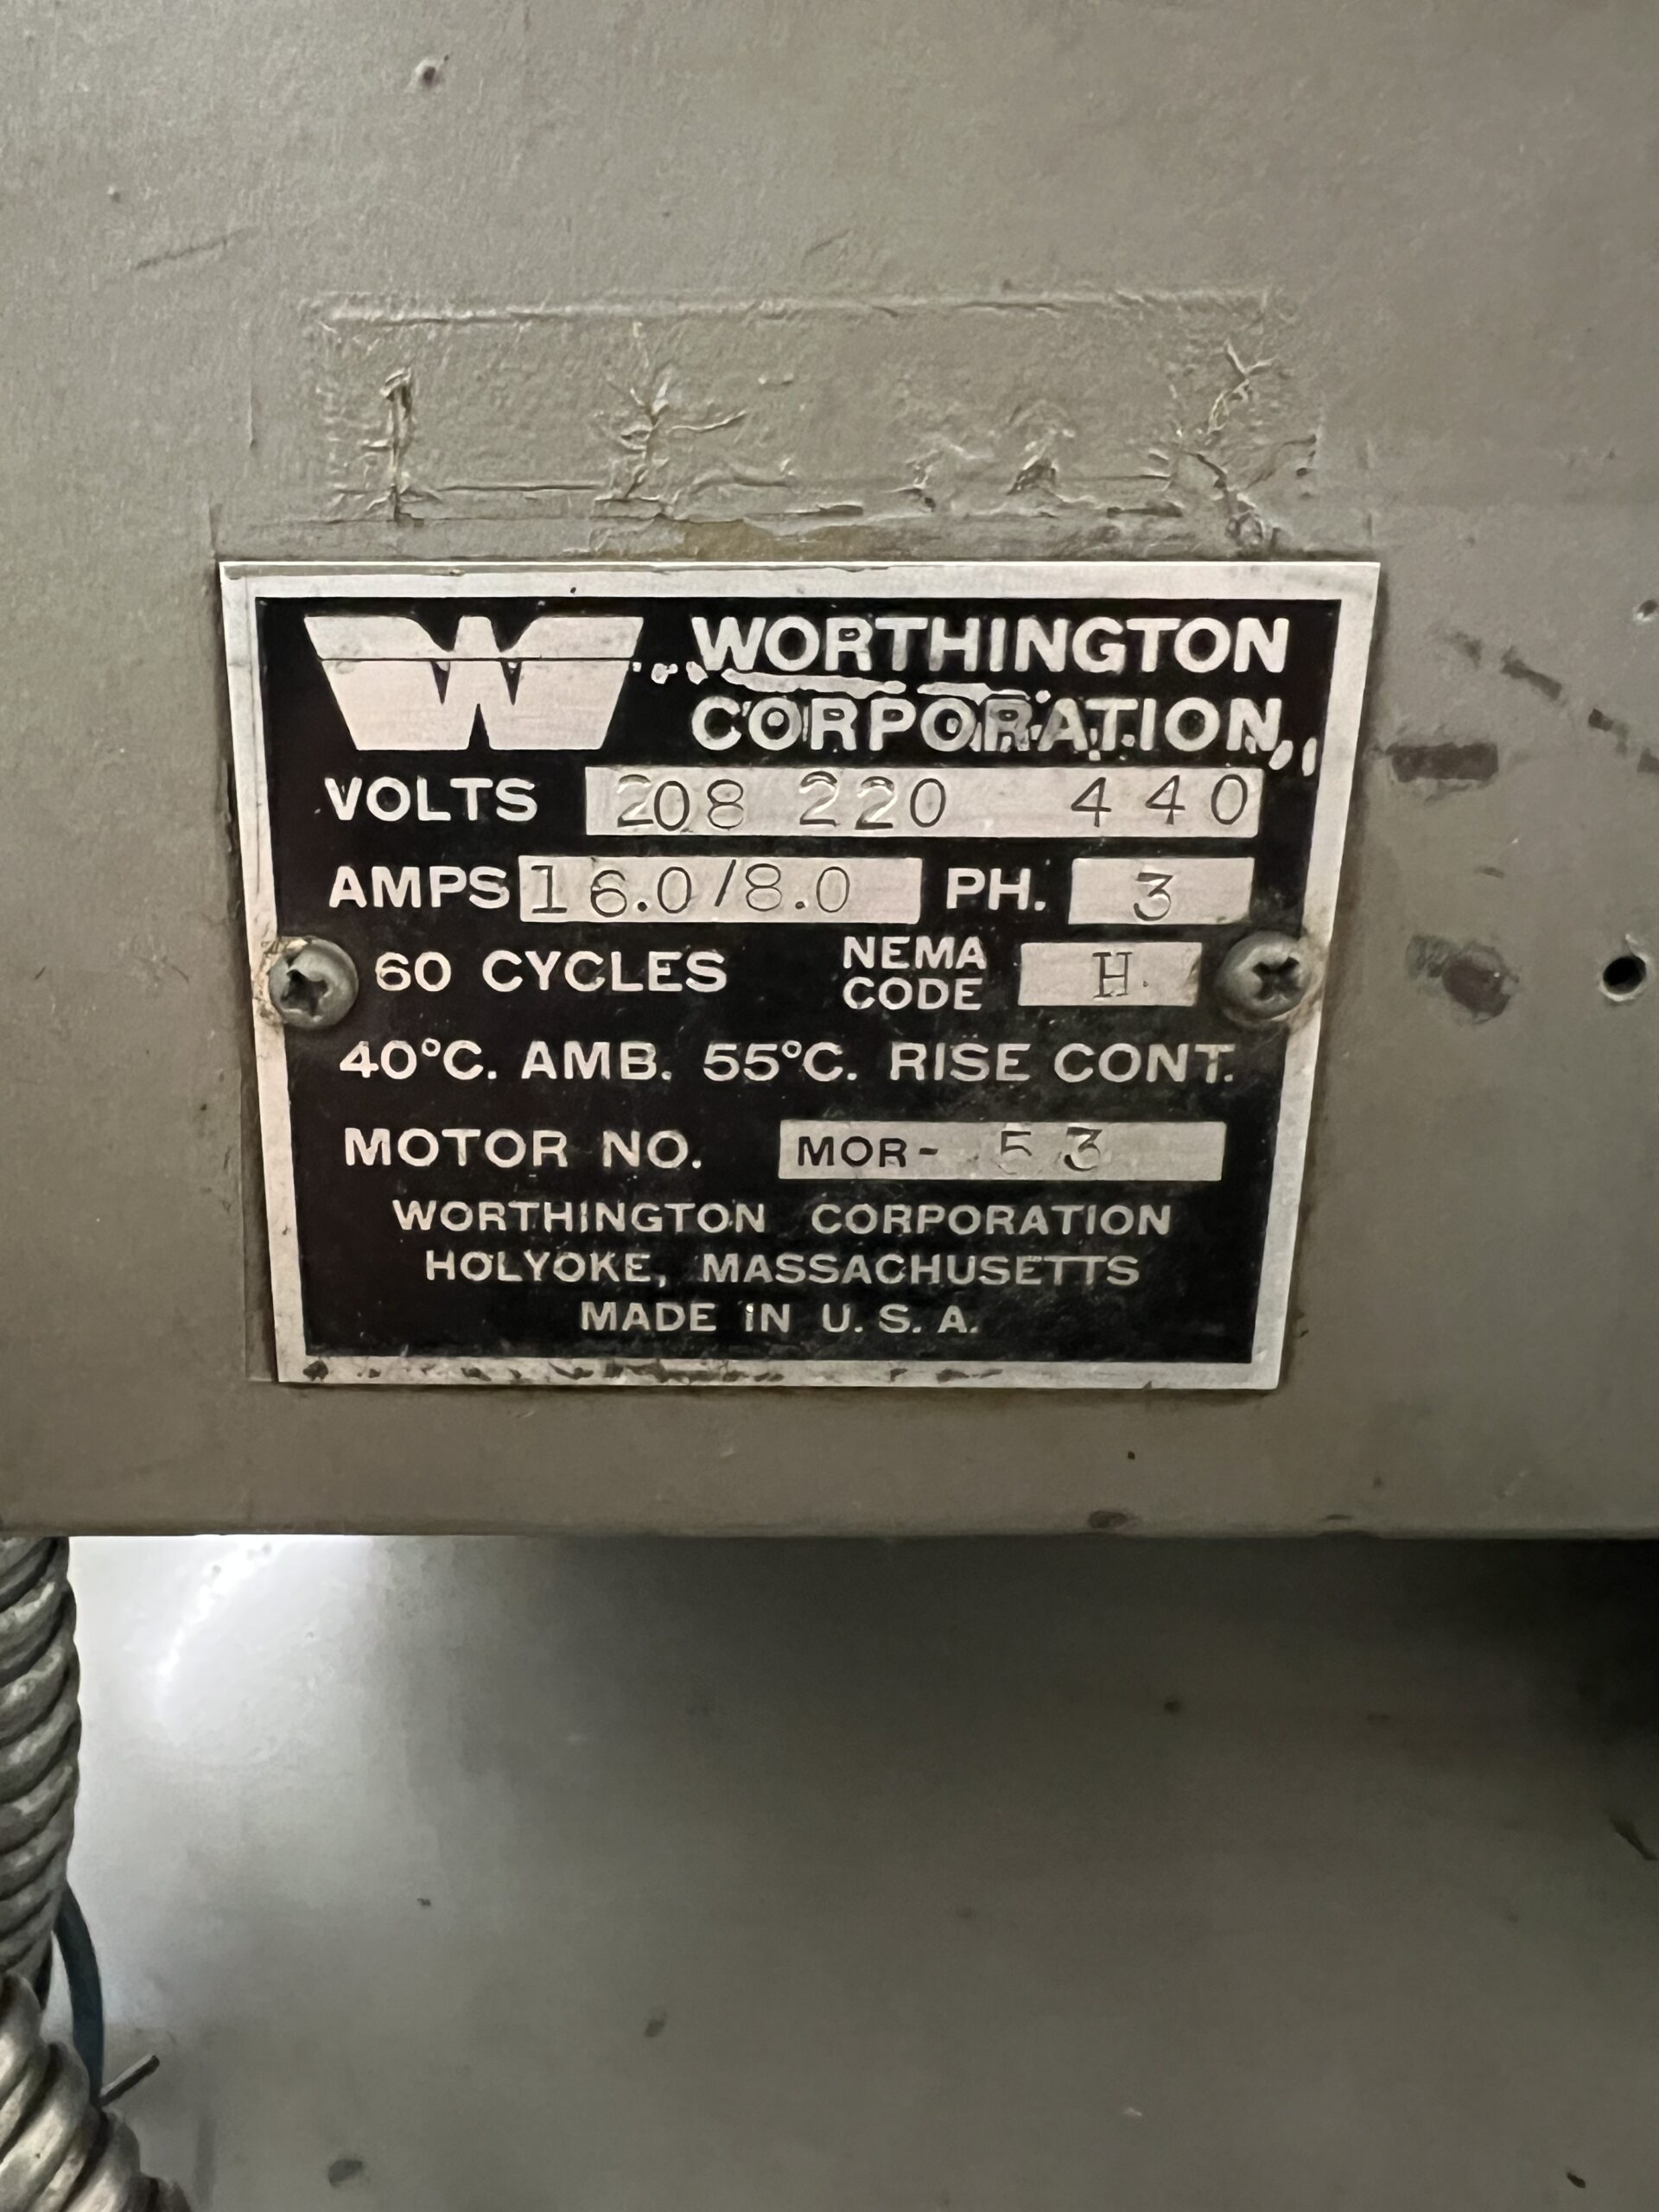 W WORTHINGTON
CORPORATION
VOLTS 208 220 440
AMPS 16.0/8.0 PH. 3
60 CYCLES NEMA CODE H
40°C. AMB. 55°C. RISE CONT.
MOTOR NO. MOR- 53
WORTHINGTON CORPORATION
HOLYOKE, MASSACHUSETTS
MADE IN U.S.A.